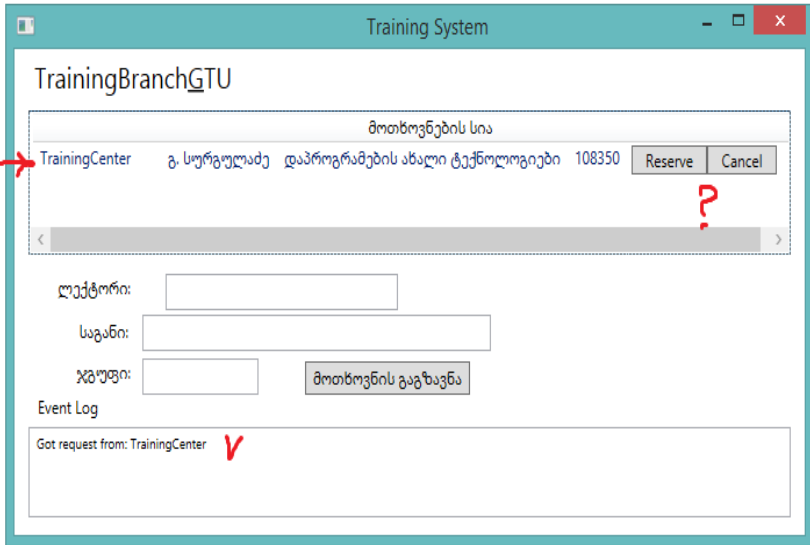 Training System
TrainingBranchGTU
მოთხოვნების სია
TrainingCenter გ. სურგულაძე დაპროგრამების ახალი ტექნოლოგიები 108350 Reserve Cancel
?
ლექტორი:
საგანი:
ჯგუფი: მოთხოვნის გაგზავნა
Event Log
Got request from: TrainingCenter